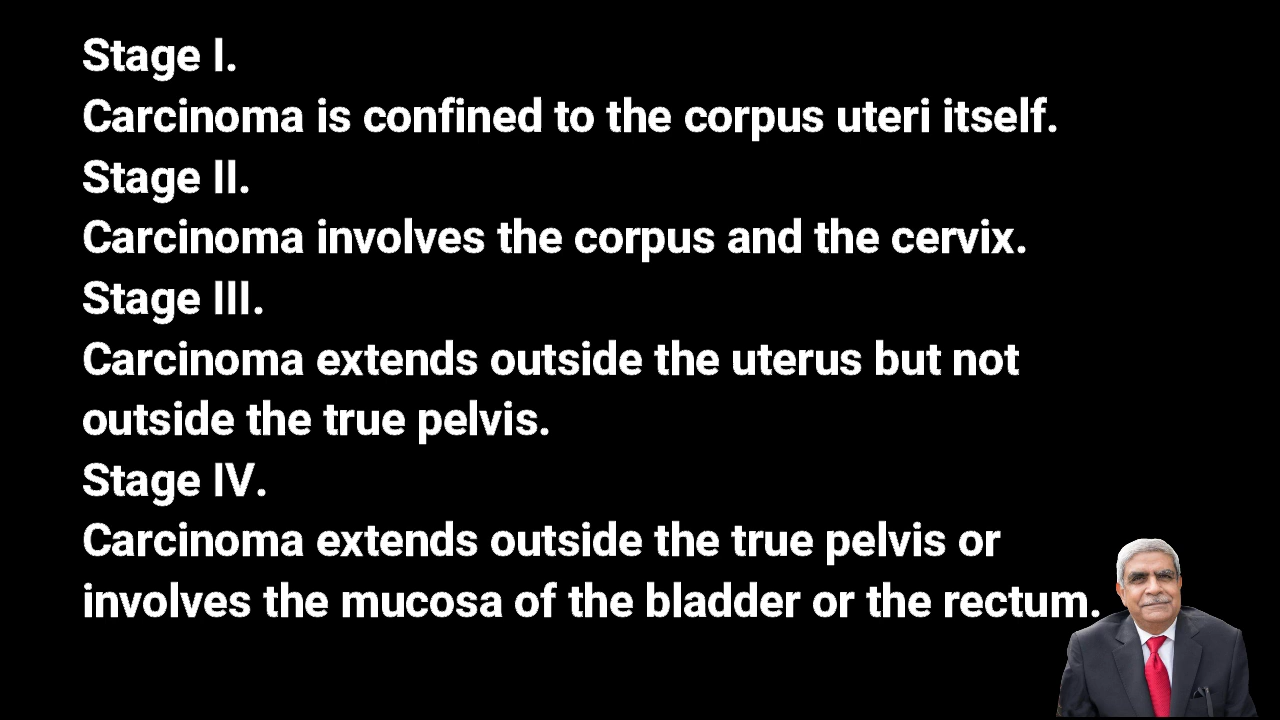 Stage I.
Carcinoma is confined to the corpus uteri itself.
Stage II.
Carcinoma involves the corpus and the cervix.
Stage III.
Carcinoma extends outside the uterus but not
outside the true pelvis.
Stage IV.
Carcinoma extends outside the true pelvis or
involves the mucosa of the bladder or the rectum.